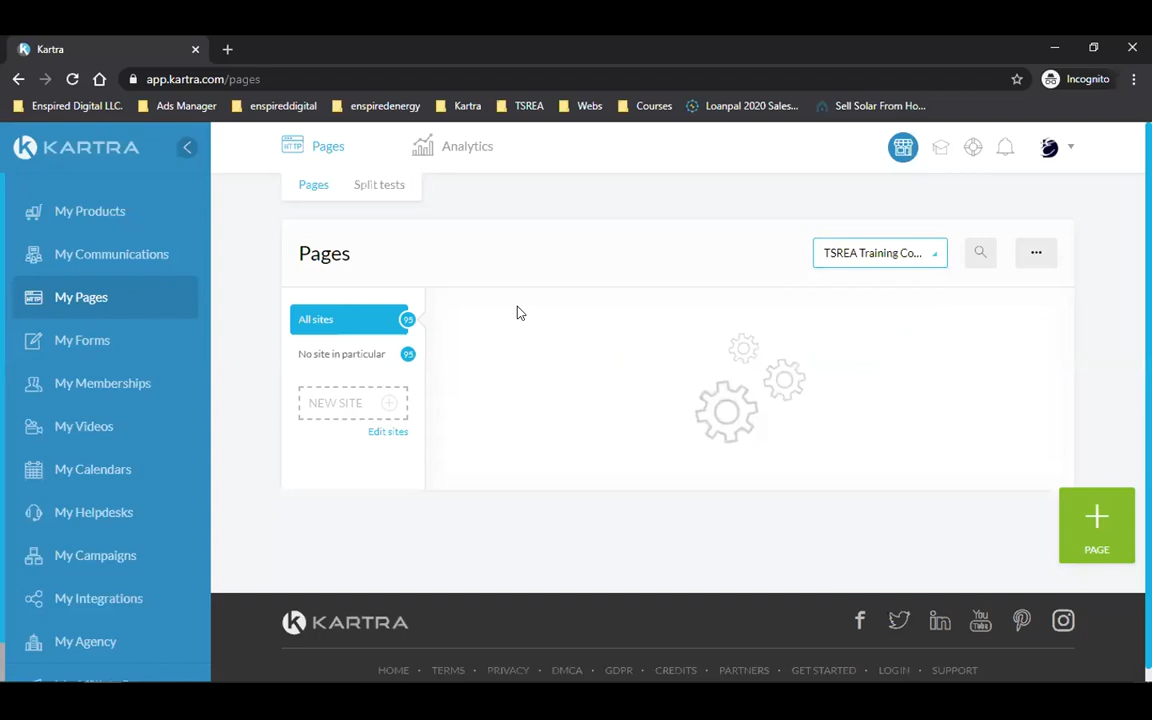 Kartra
app.kartra.com/pages
Incognito
Enspired Digital LLC.
Ads Manager
enspireddigital
enspiredenergy
Kartra
TSREA
Webs
Courses
Loanpal 2020 Sales...
Sell Solar From Ho...
KARTRA
My Products
My Communications
My Pages
My Forms
My Memberships
My Videos
My Calendars
My Helpdesks
My Campaigns
My Integrations
My Agency
HTTP
Pages
Analytics
Pages
Split tests
Pages
TSREA Training Co...
All sites
95
No site in particular
95
NEW SITE
Edit sites
PAGE
KARTRA
You
Tube
HOME
TERMS
PRIVACY
DMCA
GDPR
CREDITS
PARTNERS
GET STARTED
LOGIN
SUPPORT